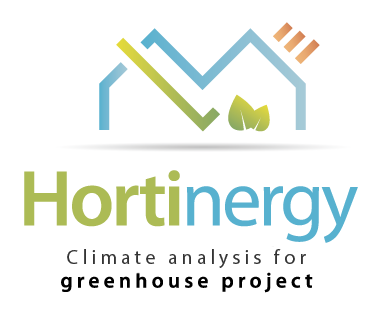 Hortinergy
Climate analysis for
greenhouse project